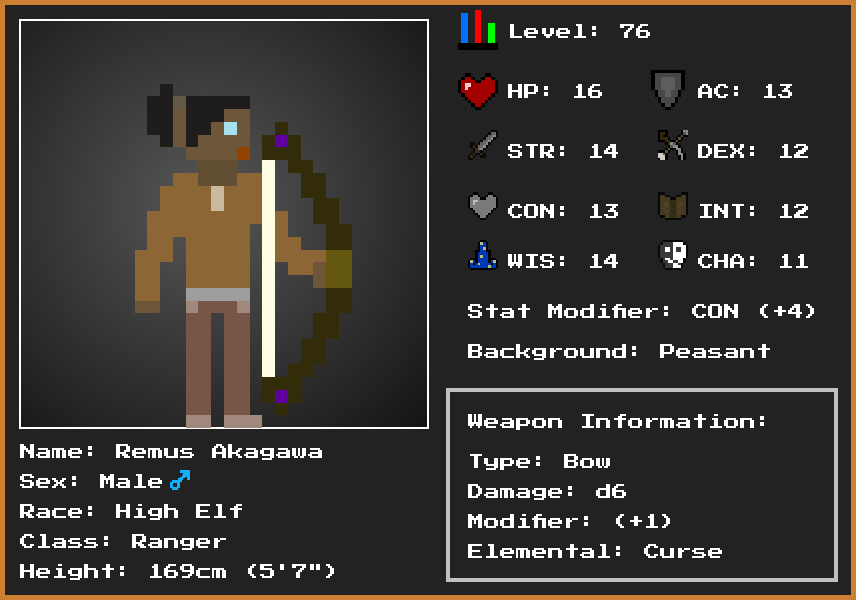 Level: 76
HP: 16 AC: 13
STR: 14 DEX: 12
CON: 13 INT: 12
WIS: 14 CHA: 11
Stat Modifier: CON (+4)
Background: Peasant
Weapon Information:
Type: Bow
Damage: d6
Modifier: (+1)
Elemental: Curse
Name: Remus Akagawa
Sex: Male ♂
Race: High Elf
Class: Ranger
Height: 169cm (5'7")